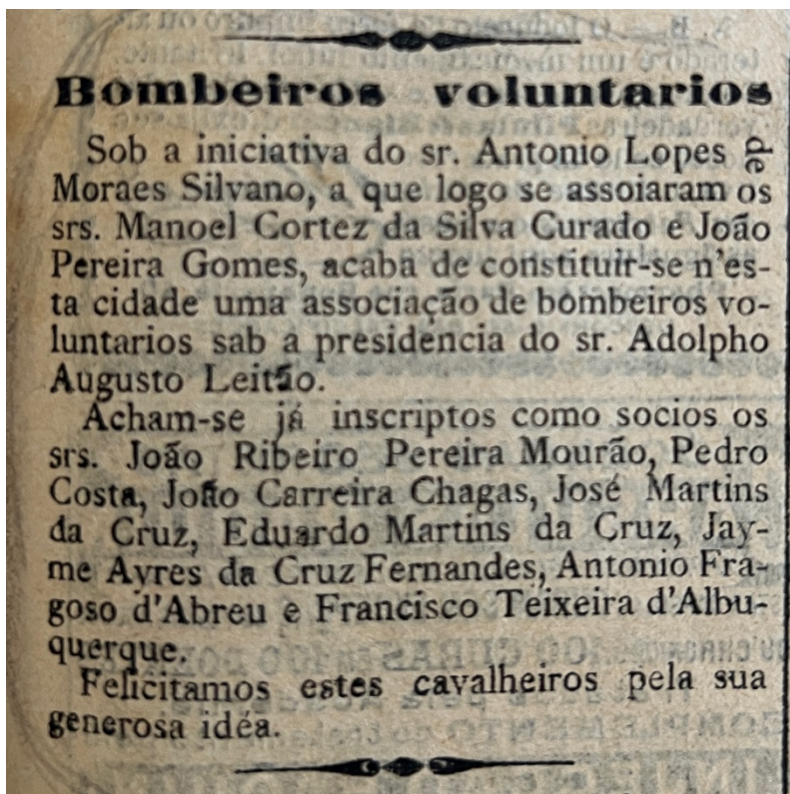 Bombeiros voluntarios
Sob a iniciativa do sr. Antonio Lopes de
Moraes Silvano, a que logo se assoiaram os
srs. Manoel Cortez da Silva Curado e João
Pereira Gomes, acaba de constituir-se n'es-
ta cidade uma associação de bombeiros vo-
luntarios sab a presidencia do sr. Adolpho
Augusto Leitão.
Acham-se já inscriptos como socios os
srs. João Ribeiro Pereira Mourão, Pedro
Costa, João Carreira Chagas, José Martins
da Cruz, Eduardo Martins da Cruz, Jay-
me Ayres da Cruz Fernandes, Antonio Fra-
goso d'Abreu e Francisco Teixeira d'Albu-
querque.
Felicitamos estes cavalheiros pela sua
generosa idéa.